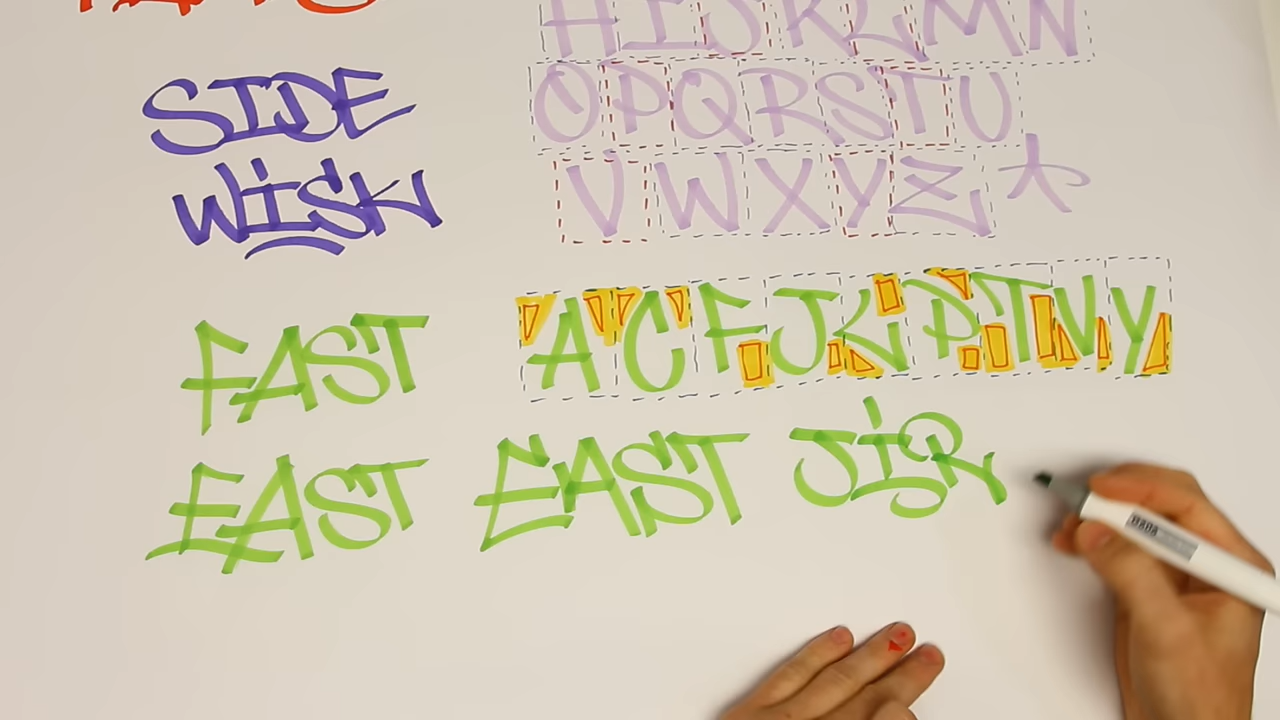 H I J K L M N
SIDE
O P Q R S T U
WISK
V W X Y Z
FAST
A C F J K P T V Y
EAST EAST